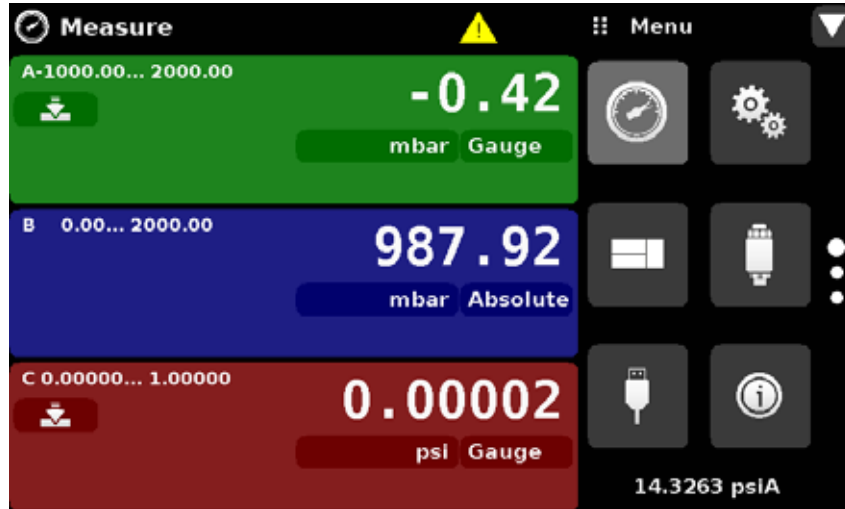 Measure
Menu
A-1000.00... 2000.00
-0.42
mbar Gauge
B 0.00... 2000.00
987.92
mbar Absolute
C 0.00000... 1.00000
0.00002
psi Gauge
14.3263 psiA